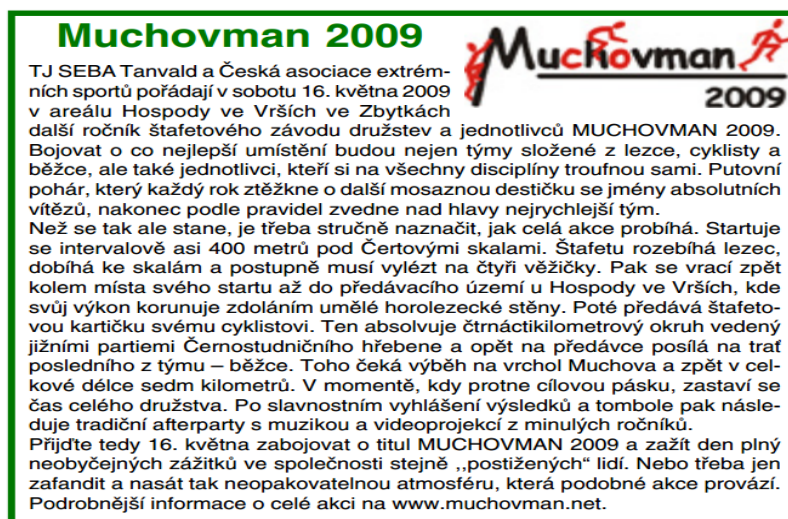 Muchovman 2009
Muchovman
2009
TJ SEBA Tanvald a Česká asociace extrém-
ních sportů pořádají v sobotu 16. května 2009
v areálu Hospody ve Vrších ve Zbytkách
další ročník štafetového závodu družstev a jednotlivců MUCHOVMAN 2009.
Bojovat o co nejlepší umístění budou nejen týmy složené z lezce, cyklisty a
běžce, ale také jednotlivci, kteří si na všechny disciplíny troufnou sami. Putovní
pohár, který každý rok ztěžkne o další mosaznou destičku se jmény absolutních
vítězů, nakonec podle pravidel zvedne nad hlavy nejrychlejší tým.
Než se tak ale stane, je třeba stručně naznačit, jak celá akce probíhá. Startuje
se intervalově asi 400 metrů pod Čertovými skalami. Štafetu rozebíhá lezec,
dobíhá ke skalám a postupně musí vylézt na čtyři věžičky. Pak se vrací zpět
kolem místa svého startu až do předávacího území u Hospody ve Vrších, kde
svůj výkon korunuje zdoláním umělé horolezecké stěny. Poté předává štafeto-
vou kartičku svému cyklistovi. Ten absolvuje čtrnáctikilometrový okruh vedený
jižními partiemi Černostudničního hřebene a opět na předávce posílá na trať
posledního z týmu – běžce. Toho čeká výběh na vrchol Muchova a zpět v cel-
kové délce sedm kilometrů. V momentě, kdy protne cílovou pásku, zastaví se
čas celého družstva. Po slavnostním vyhlášení výsledků a tombole pak násle-
duje tradiční afterparty s muzikou a videoprojekcí z minulých ročníků.
Přijďte tedy 16. května zabojovat o titul MUCHOVMAN 2009 a zažít den plný
neobyčejných zážitků ve společnosti stejně ,,postižených“ lidí. Nebo třeba jen
zafandit a nasát tak neopakovatelnou atmosféru, která podobné akce provází.
Podrobnější informace o celé akci na www.muchovman.net.